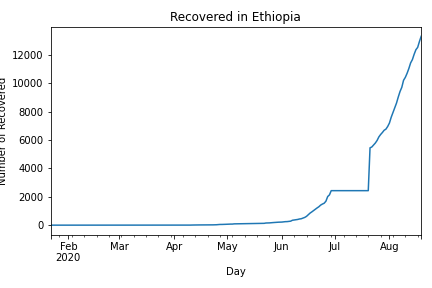 Recovered in Ethiopia
Number of Recovered
12000
10000
8000
6000
4000
2000
0
Feb
2020
Mar
Apr
May
Jun
Jul
Aug
Day